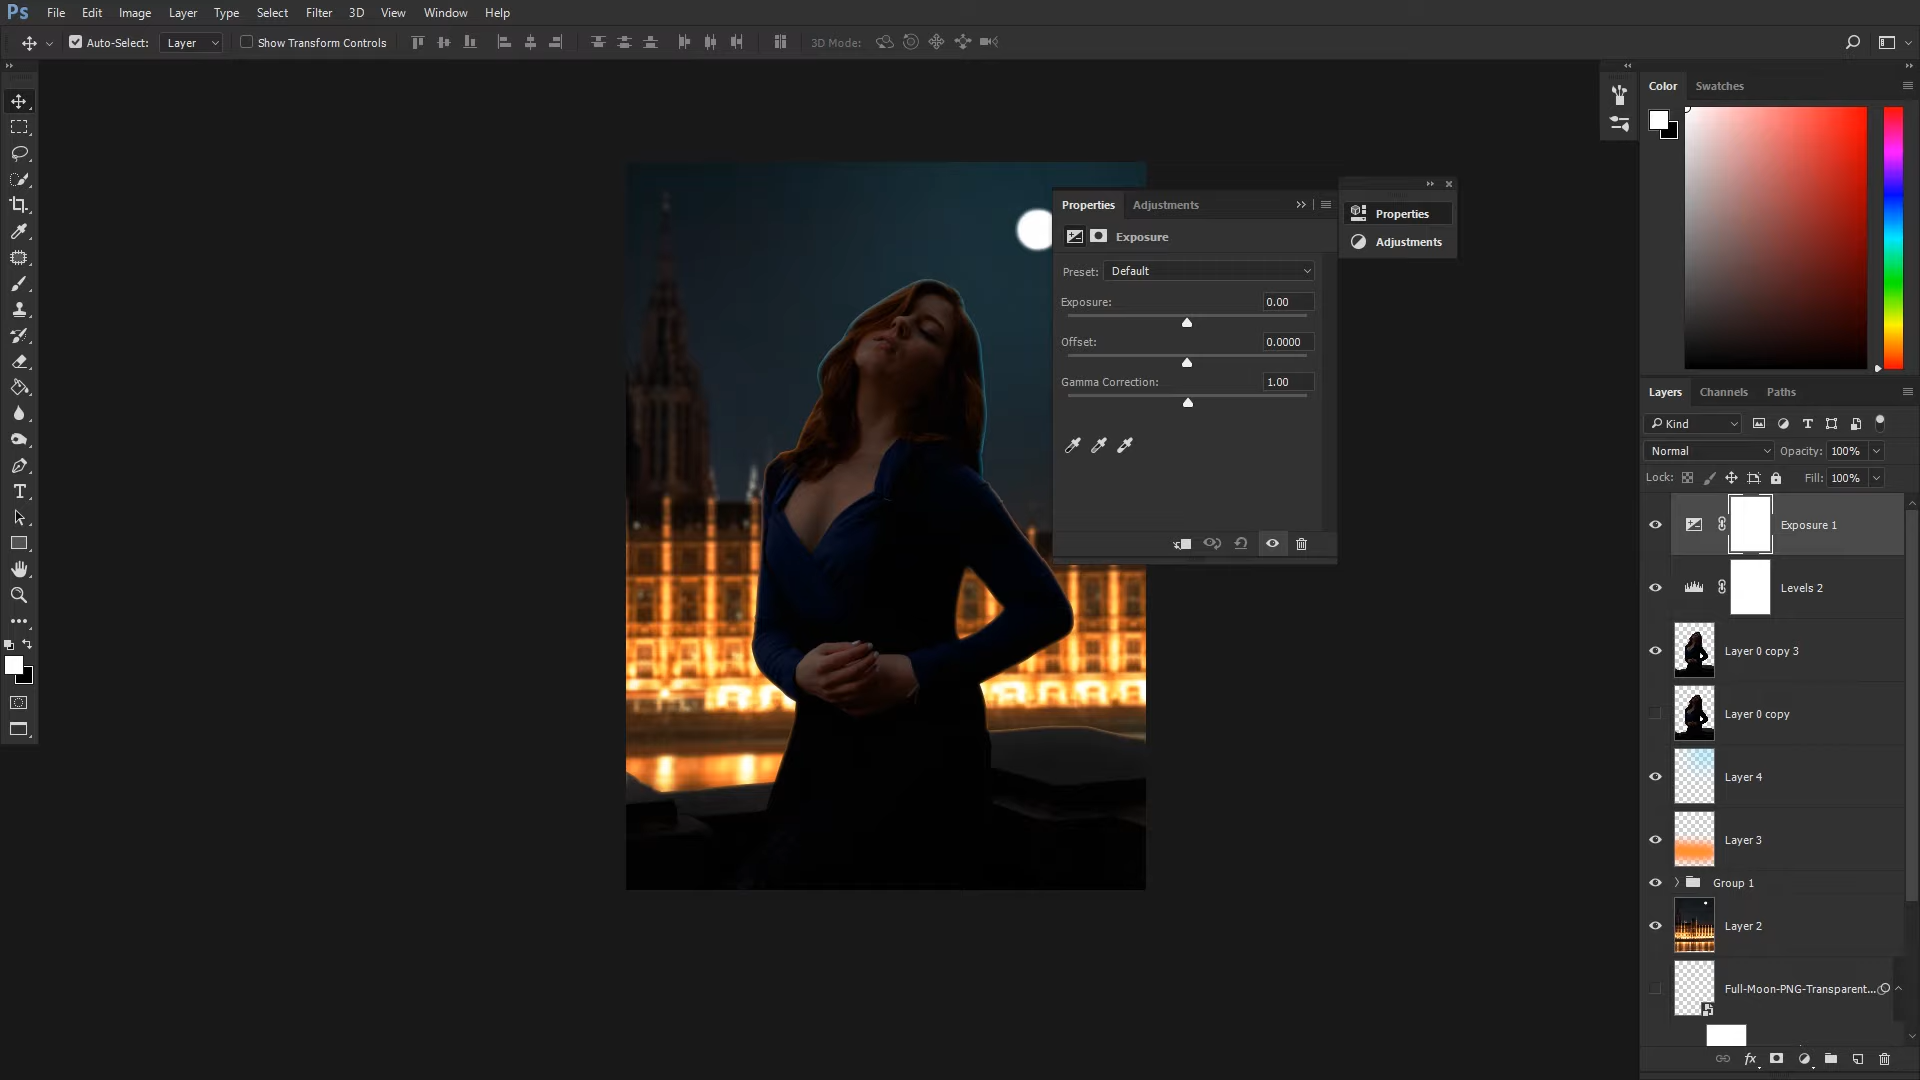 Ps File Edit Image Layer Type Select Filter 3D View Window Help
Auto-Select: Layer Show Transform Controls 3D Mode:
Color Swatches
Properties Adjustments
Exposure
Preset: Default
Exposure: 0.00
Offset: 0.0000
Gamma Correction: 1.00
Properties
Adjustments
Layers Channels Paths
Kind
Normal Opacity: 100%
Lock: Fill: 100%
Exposure 1
Levels 2
Layer 0 copy 3
Layer 0 copy
Layer 4
Layer 3
Group 1
Layer 2
Full-Moon-PNG-Transparent...
fx